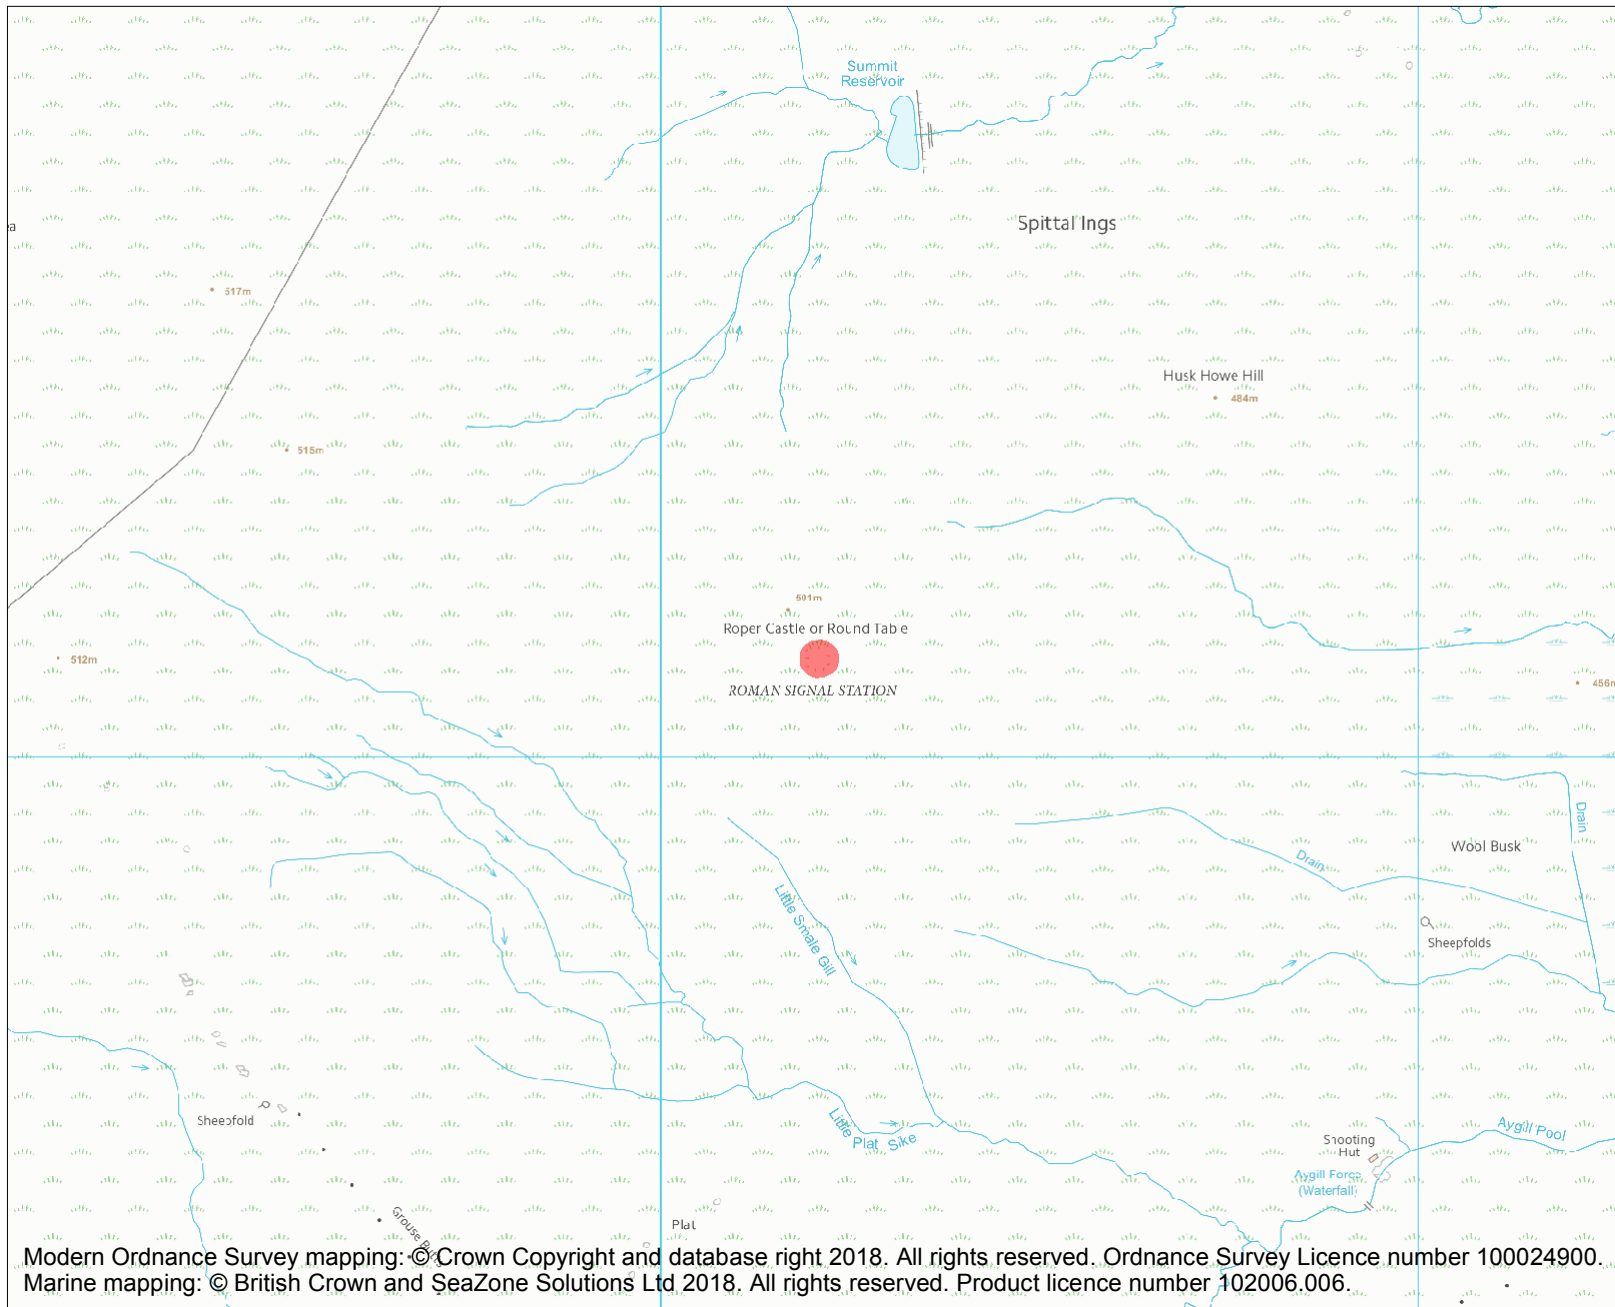 Summit
Reservoir
a
Spittal Ings
517m
Husk Howe Hill
484m
515m
501m
Roper Castle or Round Table
512m
ROMAN SIGNAL STATION
456m
Drain
Wool Busk
Drain
Little Smale Gill
Sheepfolds
Sheepfold
Little
Plat Sike
Aygill Pool
Shooting
Hut
Aygill Force
(Waterfall)
Grouse Butts
Plat
Modern Ordnance Survey mapping: © Crown Copyright and database right 2018. All rights reserved. Ordnance Survey Licence number 100024900.
Marine mapping: © British Crown and SeaZone Solutions Ltd 2018. All rights reserved. Product licence number 102006.006.